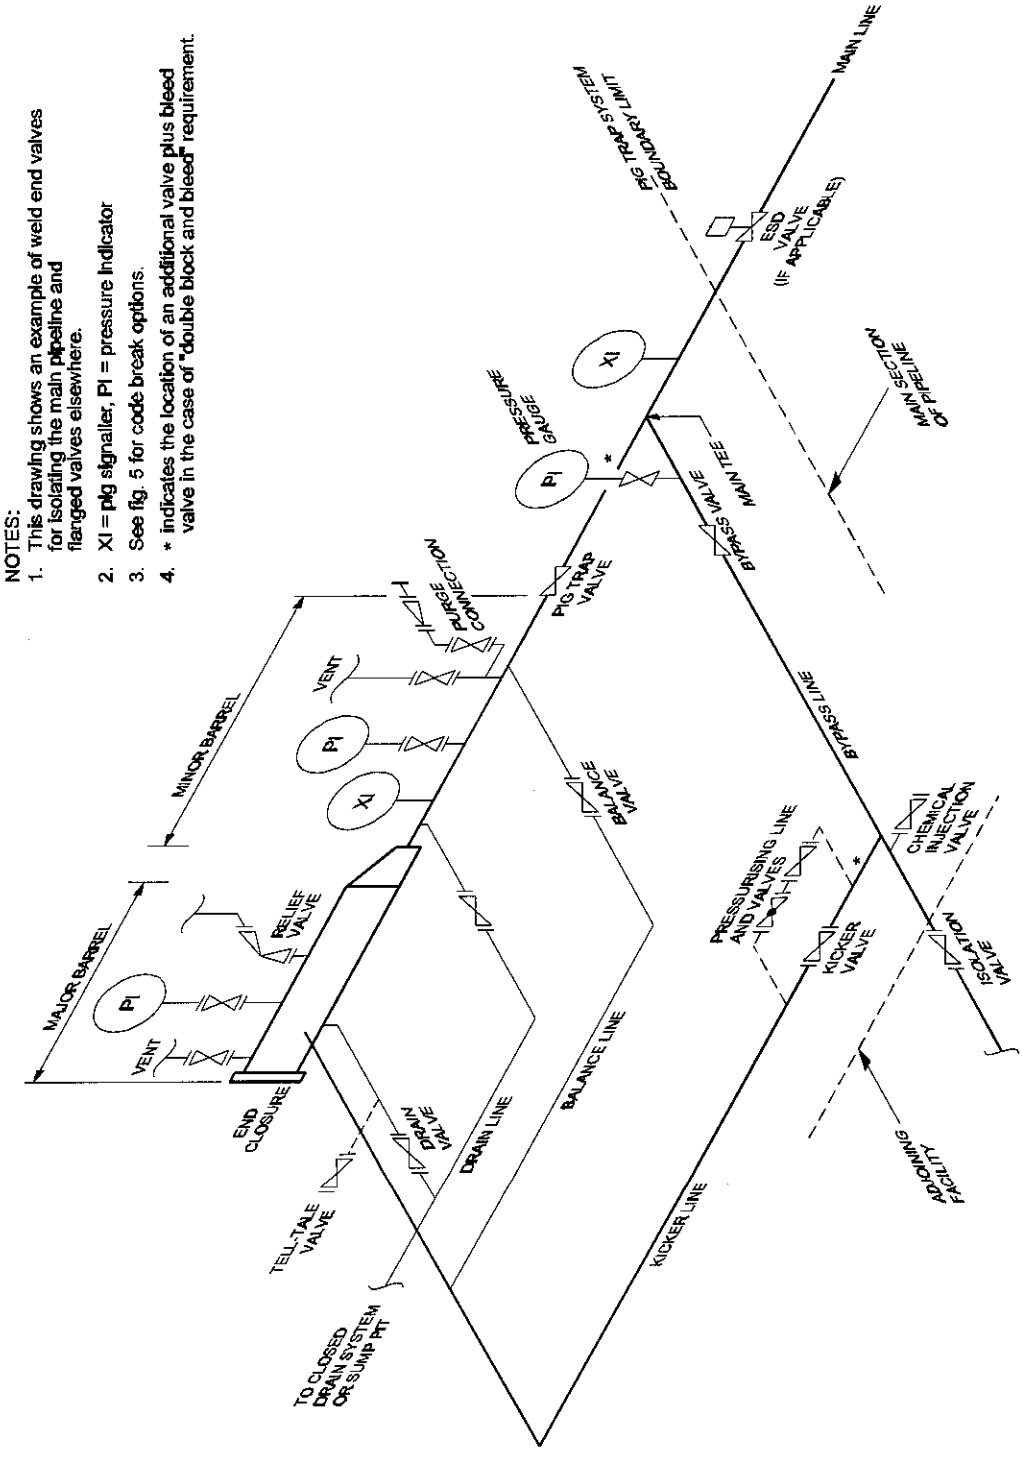 NOTES:
1. This drawing shows an example of weld end valves
for isolating the main pipeline and
flanged valves elsewhere.
2. XI = pig signaller, PI = pressure indicator
3. See fig. 5 for code break options.
4. * indicates the location of an additional valve plus bleed
valve in the case of "double block and bleed" requirement.
MAJOR BARREL
MINOR BARREL
VENT
PI
RELIEF
VALVE
END
CLOSURE
XI
PI
VENT
PURGE
CONNECTION
PIG TRAP
VALVE
PI
PRESSURE
GAUGE
*
XI
PIG TRAP SYSTEM
BOUNDARY LIMIT
ESD
VALVE
(IF APPLICABLE)
MAIN LINE
MAIN TEE
MAIN SECTION
OF PIPELINE
BYPASS VALVE
BYPASS LINE
BALANCE
VALVE
TELL-TALE
VALVE
DRAIN
VALVE
DRAIN LINE
BALANCE LINE
TO CLOSED
DRAIN SYSTEM
OR SUMP PIT
PRESSURISING LINE
AND VALVES
*
KICKER
VALVE
KICKER LINE
CHEMICAL
INJECTION
VALVE
ISOLATION
VALVE
ADJOINING
FACILITY